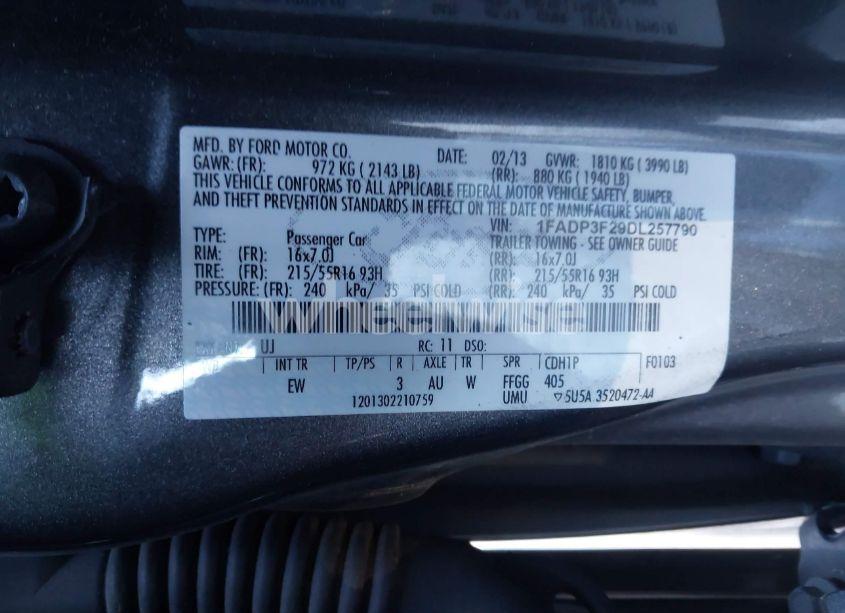 MFD. BY FORD MOTOR CO. DATE: 02/13 GVWR: 1810 KG ( 3990 LB)
GAWR: (FR): 972 KG ( 2143 LB) (RR): 880 KG ( 1940 LB)
THIS VEHICLE CONFORMS TO ALL APPLICABLE FEDERAL MOTOR VEHICLE SAFETY, BUMPER,
AND THEFT PREVENTION STANDARDS IN EFFECT ON THE DATE OF MANUFACTURE SHOWN ABOVE.
VIN: 1FADP3F29DL257790
TYPE: Passenger Car TRAILER TOWING - SEE OWNER GUIDE
RIM: (FR): 16x7.0J (RR): 16x7.0J
TIRE: (FR): 215/55R16 93H (RR): 215/55R16 93H
PRESSURE: (FR): 240 kPa/ 35 PSI COLD (RR): 240 kPa/ 35 PSI COLD
wheelwise
UJ RC: 11 DSO:
INT TR TP/PS R AXLE TR SPR CDH1P F0103
EW 3 AU W FFGG 405
1201302210759 UMU ▽5U5A 3520472-AA